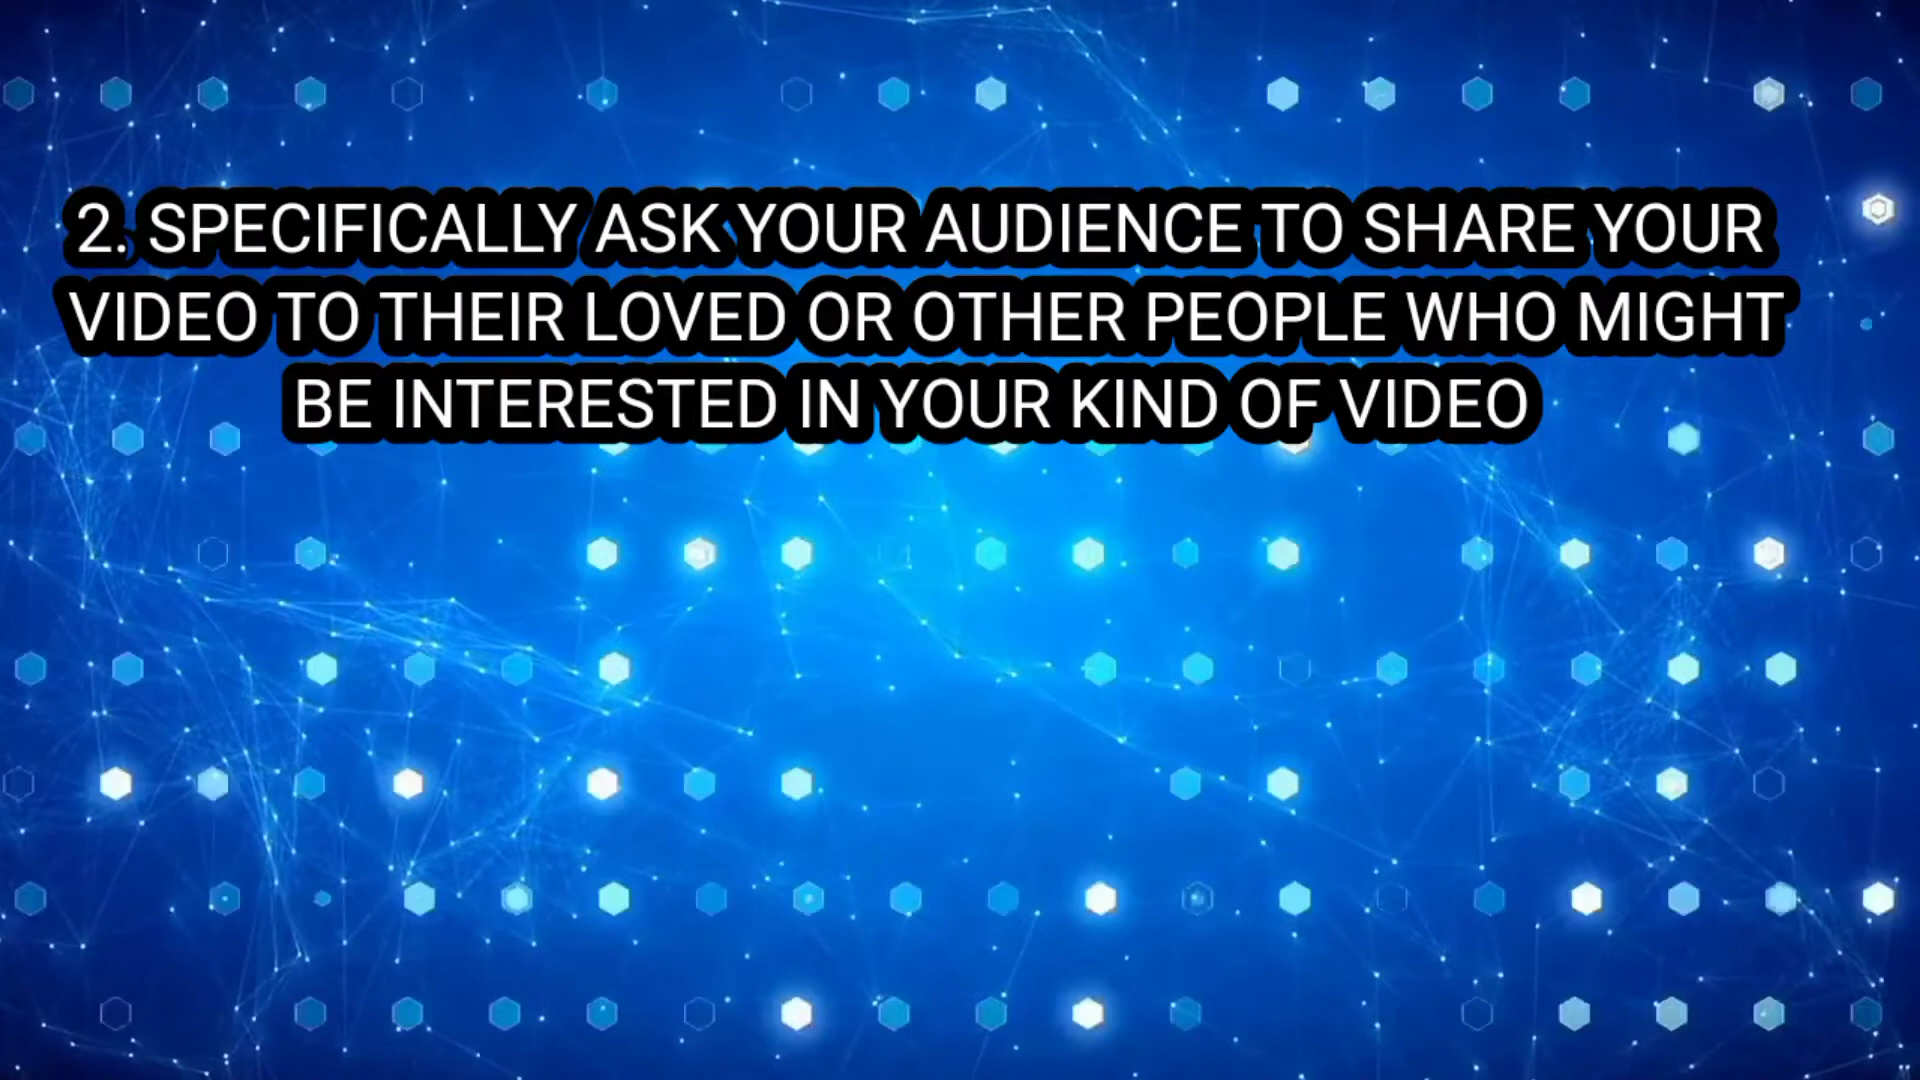 2. SPECIFICALLY ASK YOUR AUDIENCE TO SHARE YOUR
VIDEO TO THEIR LOVED OR OTHER PEOPLE WHO MIGHT
BE INTERESTED IN YOUR KIND OF VIDEO